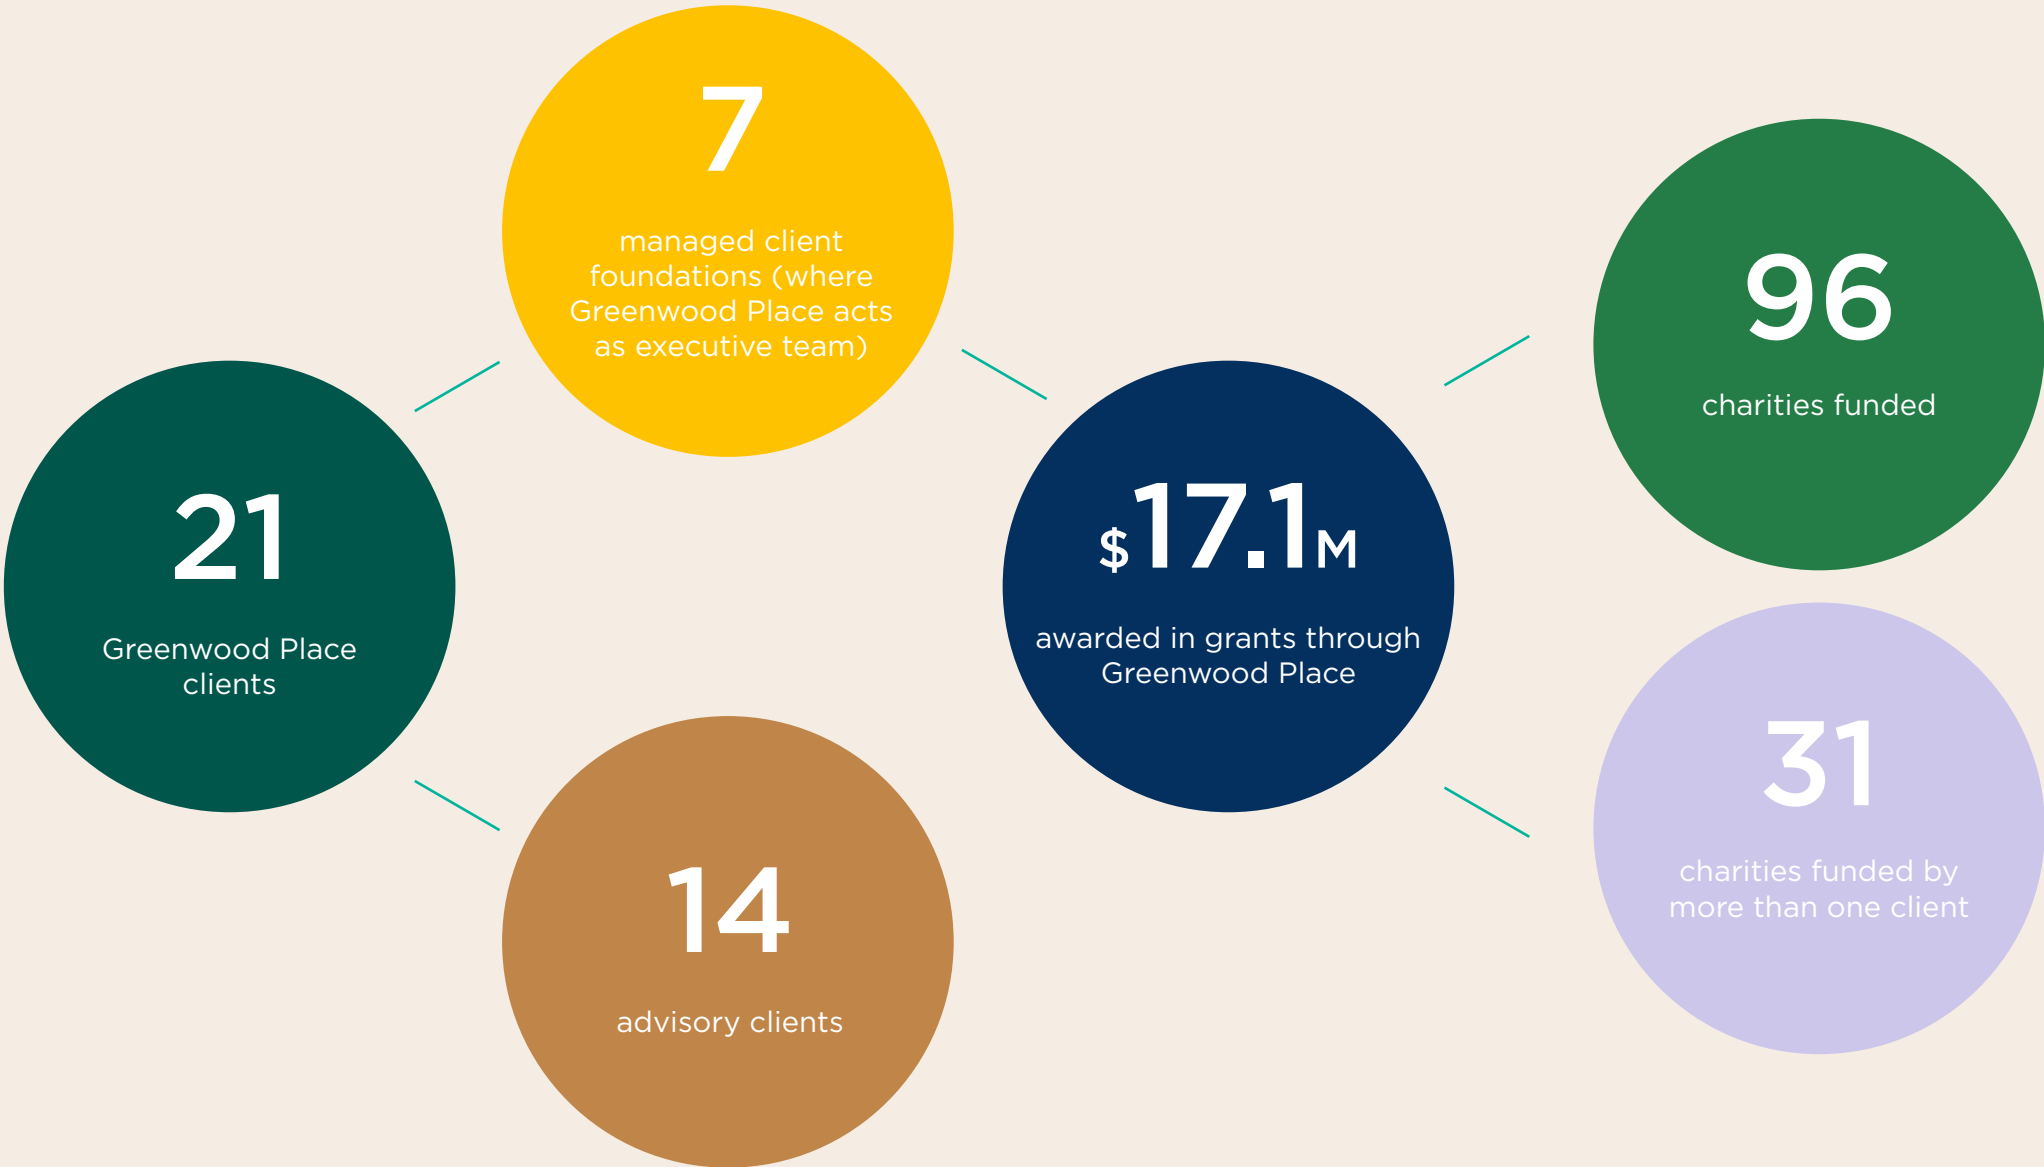 7
managed client
foundations (where
Greenwood Place acts
as executive team)
21
Greenwood Place
clients
14
advisory clients
$17.1M
awarded in grants through
Greenwood Place
96
charities funded
31
charities funded by
more than one client